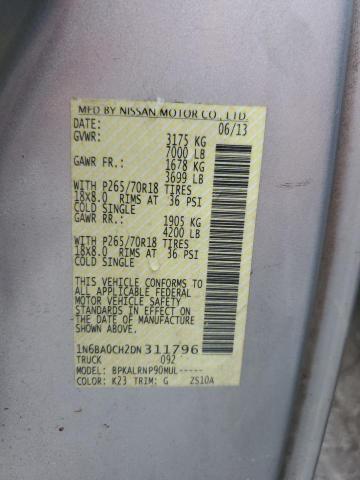 MFD BY NISSAN MOTOR CO., LTD.
DATE: 06/13
GVWR: 3175 KG
7000 LB
GAWR FR.: 1678 KG
3699 LB
WITH P265/70R18 TIRES
18X8.0 RIMS AT 36 PSI
COLD SINGLE
GAWR RR.: 1905 KG
4200 LB
WITH P265/70R18 TIRES
18X8.0 RIMS AT 36 PSI
COLD SINGLE
THIS VEHICLE CONFORMS TO
ALL APPLICABLE FEDERAL
MOTOR VEHICLE SAFETY
STANDARDS IN EFFECT ON
THE DATE OF MANUFACTURE
SHOWN ABOVE.
1N6BA0CH2DN311796
TRUCK 092
MODEL: BPKALRNP90MUL-----
COLOR: K23 TRIM: G ZS10A